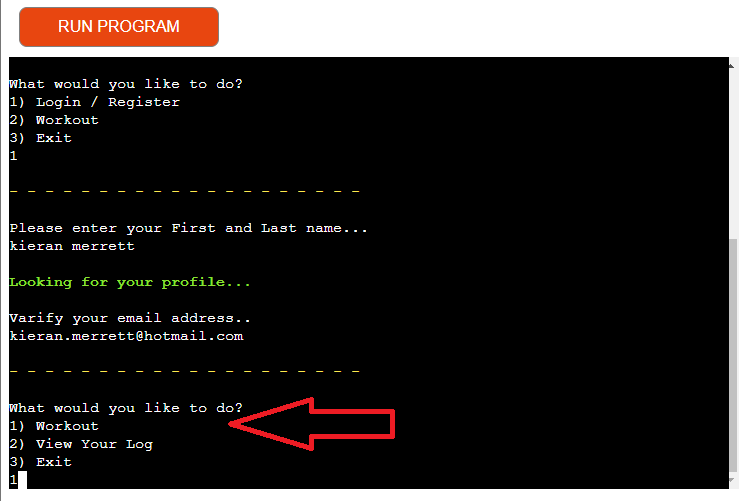 RUN PROGRAM
What would you like to do?
1) Login / Register
2) Workout
3) Exit
1
- - - - - - - - - - - - - - - - - - - -
Please enter your First and Last name...
kieran merrett
Looking for your profile...
Varify your email address..
kieran.merrett@hotmail.com
- - - - - - - - - - - - - - - - - - - -
What would you like to do?
1) Workout
2) View Your Log
3) Exit
1